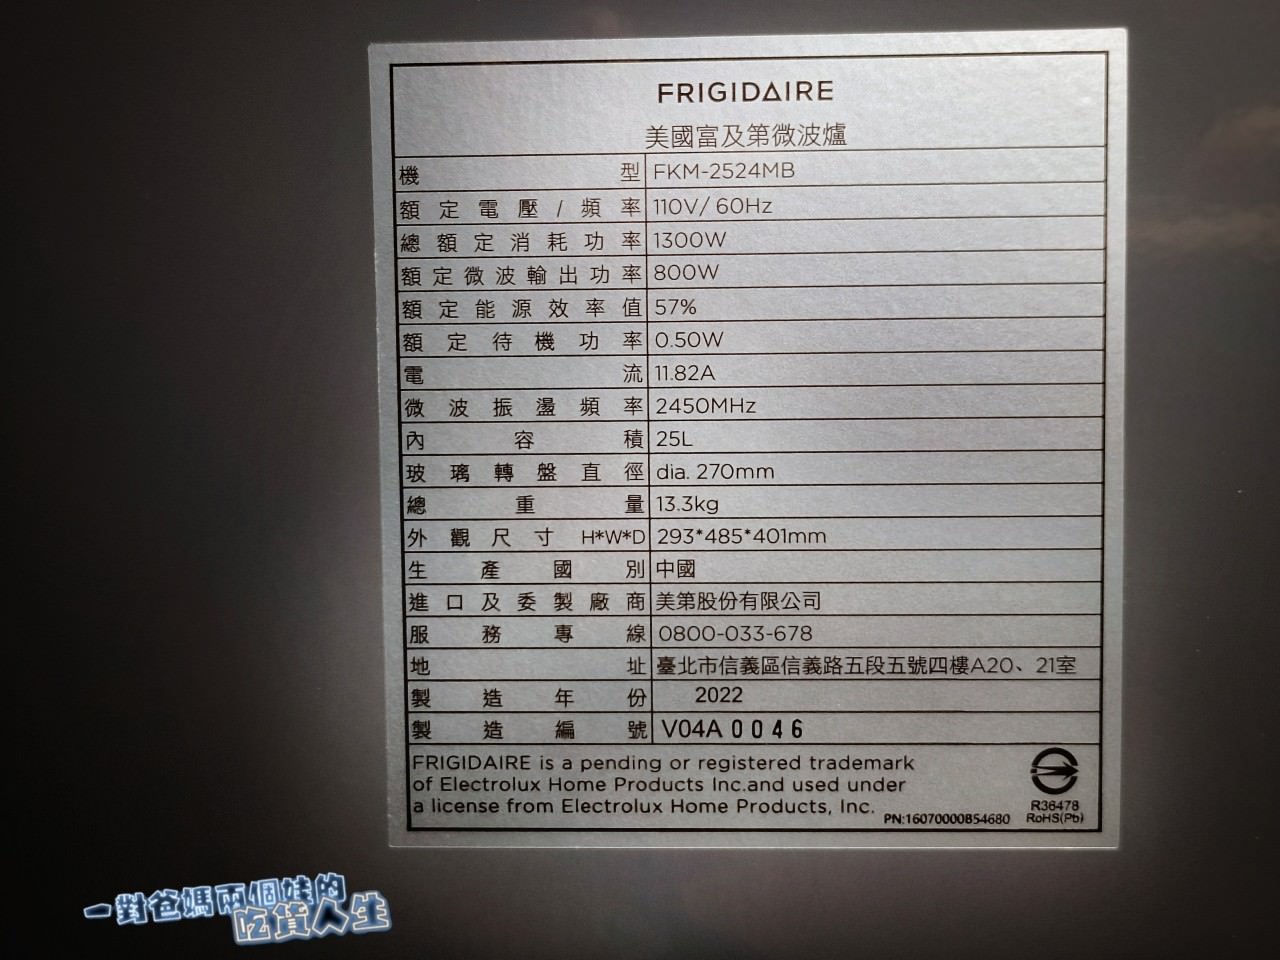 FRIGIDAIRE
美國富及第微波爐
機型 FKM-2524MB
額定電壓/頻率 110V/ 60Hz
總額定消耗功率 1300W
額定微波輸出功率 800W
額定能源效率值 57%
額定待機功率 0.50W
電流 11.82A
微波振盪頻率 2450MHz
內容積 25L
玻璃轉盤直徑 dia. 270mm
總重量 13.3kg
外觀尺寸 H*W*D 293*485*401mm
生產國別 中國
進口及委製廠商 美第股份有限公司
服務專線 0800-033-678
地址 臺北市信義區信義路五段五號四樓A20、21室
製造年份 2022
製造編號 V04A 0046
FRIGIDAIRE is a pending or registered trademark
of Electrolux Home Products Inc.and used under
a license from Electrolux Home Products, Inc.
PN:16070000B54680
R36478
RoHS(Pb)
一對爸媽兩個娃的
吃貨人生